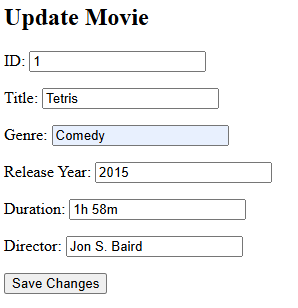 Update Movie
ID: 1
Title: Tetris
Genre: Comedy
Release Year: 2015
Duration: 1h 58m
Director: Jon S. Baird
Save Changes